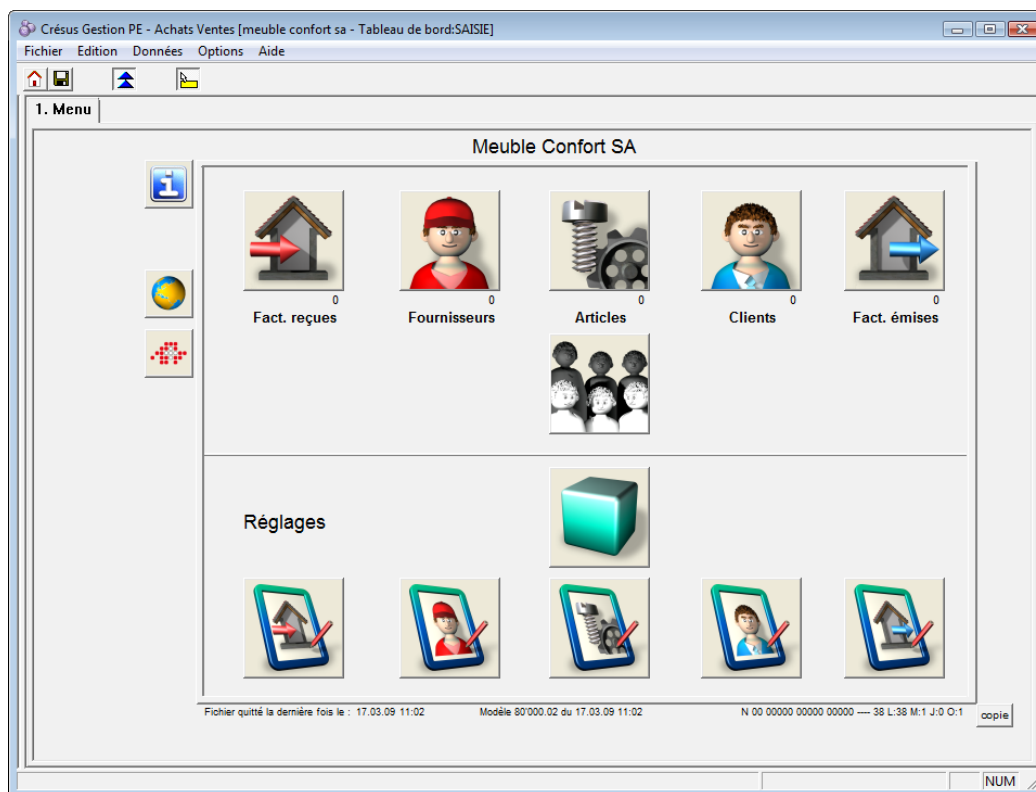 Crésus Gestion PE - Achats Ventes [meuble confort sa - Tableau de bord:SAISIE]
Fichier Edition Données Options Aide
1. Menu
Meuble Confort SA
0 0 0 0 0
Fact. reçues Fournisseurs Articles Clients Fact. émises
Réglages
Fichier quitté la dernière fois le : 17.03.09 11:02 Modèle 80'000.02 du 17.03.09 11:02 N 00 00000 00000 00000 ---- 38 L:38 M:1 J:0 O:1 copie
NUM